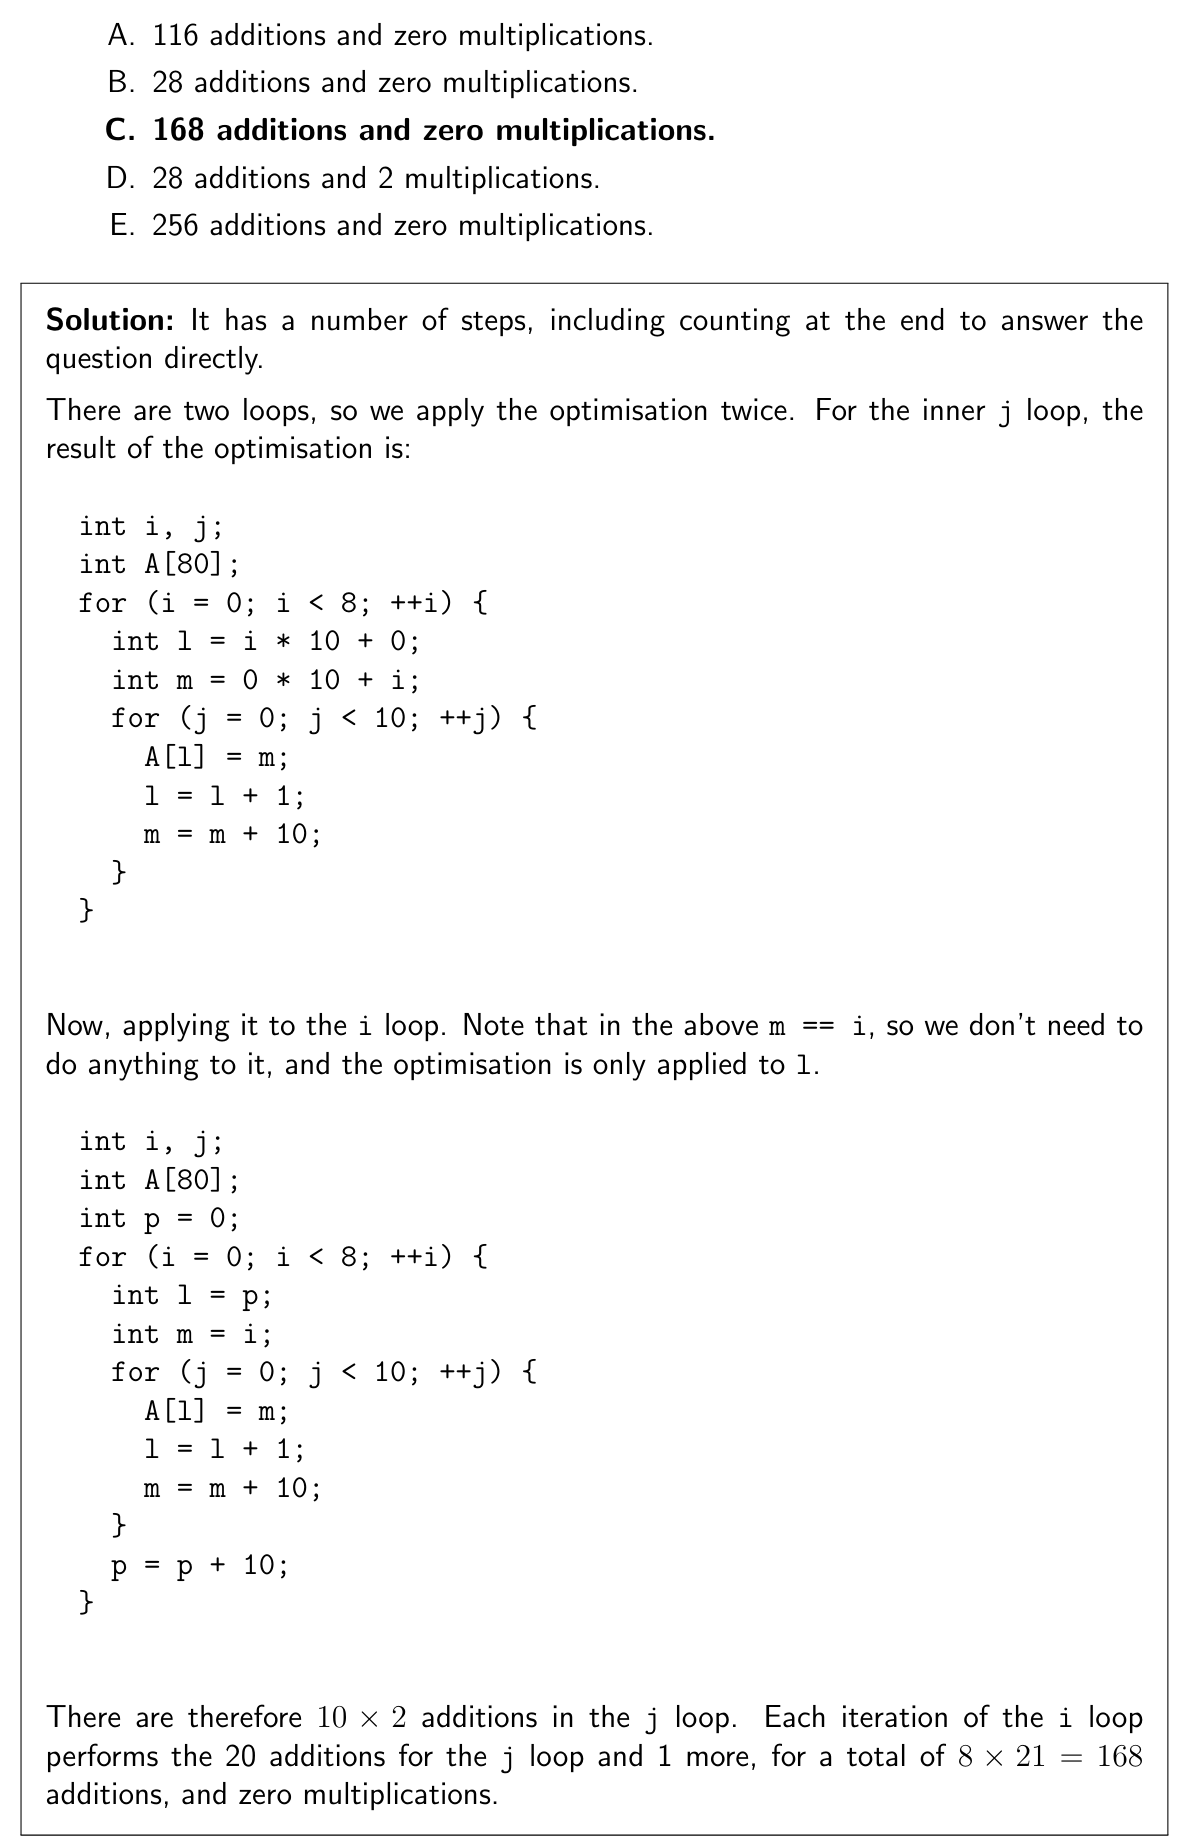 A. 116 additions and zero multiplications.
B. 28 additions and zero multiplications.
C. 168 additions and zero multiplications.
D. 28 additions and 2 multiplications.
E. 256 additions and zero multiplications.
Solution: It has a number of steps, including counting at the end to answer the
question directly.
There are two loops, so we apply the optimisation twice. For the inner j loop, the
result of the optimisation is:
int i, j;
int A[80];
for (i = 0; i < 8; ++i) {
  int l = i * 10 + 0;
  int m = 0 * 10 + i;
  for (j = 0; j < 10; ++j) {
    A[l] = m;
    l = l + 1;
    m = m + 10;
  }
}
Now, applying it to the i loop. Note that in the above m == i, so we don't need to
do anything to it, and the optimisation is only applied to l.
int i, j;
int A[80];
int p = 0;
for (i = 0; i < 8; ++i) {
  int l = p;
  int m = i;
  for (j = 0; j < 10; ++j) {
    A[l] = m;
    l = l + 1;
    m = m + 10;
  }
  p = p + 10;
}
There are therefore 10 × 2 additions in the j loop. Each iteration of the i loop
performs the 20 additions for the j loop and 1 more, for a total of 8 × 21 = 168
additions, and zero multiplications.